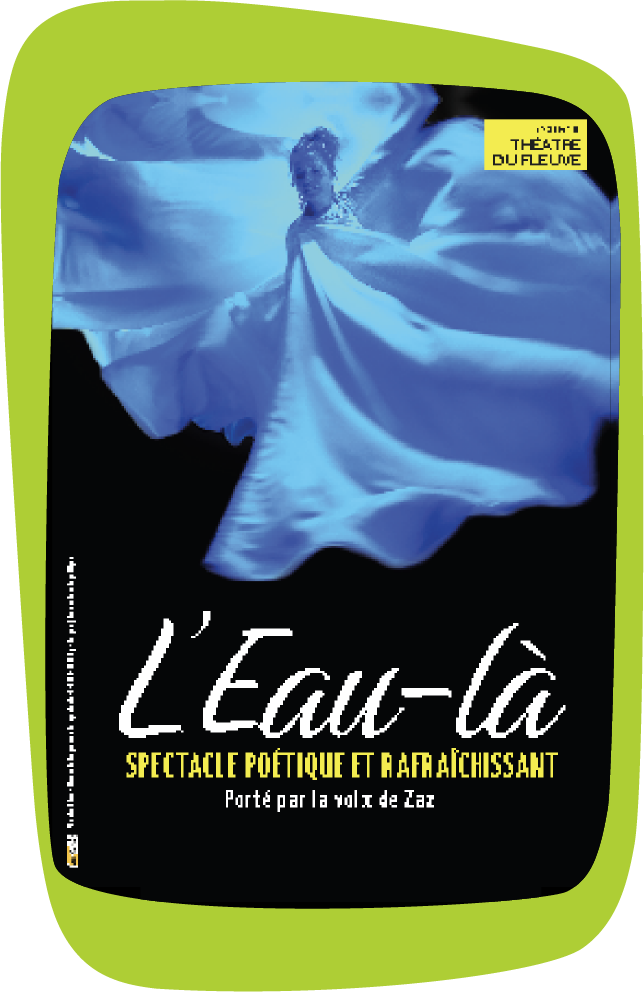 THÉATRE
DU FLEUVE
L'Eau-là
SPECTACLE POÉTIQUE ET RAFRAÎCHISSANT
Porté par la voix de Zaz